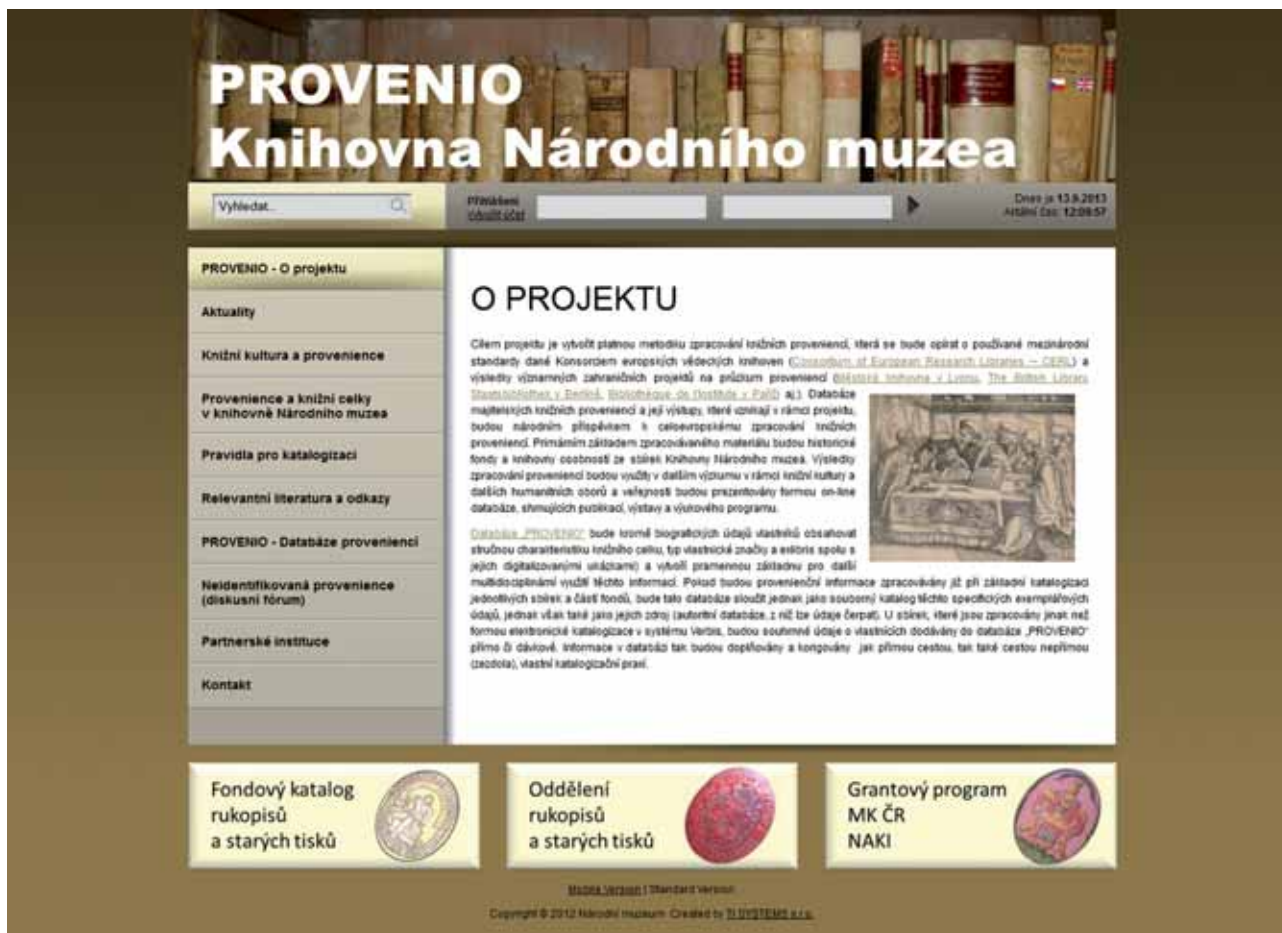 PROVENIO
Knihovna Národního muzea
Vyhledat...
Přihlášení
Vytvořit účet
Dnes je 13.9.2013
Aktální čas: 12:09:57
PROVENIO - O projektu
Aktuality
Knižní kultura a provenience
Provenience a knižní celky
v knihovně Národního muzea
Pravidla pro katalogizaci
Relevantní literatura a odkazy
PROVENIO - Databáze proveniencí
Neidentifikovaná provenience
(diskusní fórum)
Partnerské instituce
Kontakt
O PROJEKTU
Cílem projektu je vytvořit platnou metodiku zpracování knižních proveniencí, která se bude opírat o používané mezinárodní
standardy dané Konsorciem evropských vědeckých knihoven (Consortium of European Research Libraries – CERL) a
výsledky významných zahraničních projektů na průzkum proveniencí (Městská knihovna v Lyonu, The British Library,
Staatsbibliothek v Berlíně, Bibliothèque de l'Institute v Paříži aj.). Databáze
majitelských knižních proveniencí a její výstupy, které vznikají v rámci projektu,
budou národním příspěvkem k celoevropskému zpracování knižních
proveniencí. Primárním základem zpracovávaného materiálu budou historické
fondy a knihovny osobností ze sbírek Knihovny Národního muzea. Výsledky
zpracování proveniencí budou využity v dalším výzkumu v rámci knižní kultury a
dalších humanitních oborů a veřejnosti budou prezentovány formou on-line
databáze, shrnujících publikací, výstavy a výukového programu.
Databáze „PROVENIO“ bude kromě biografických údajů vlastníků obsahovat
stručnou charakteristiku knižního celku, typ vlastnické značky a exlibris spolu s
jejich digitalizovanými ukázkami) a vytvoří pramennou základnu pro další
multidisciplinární využití těchto informací. Pokud budou provenienční informace zpracovávány již při základní katalogizaci
jednotlivých sbírek a částí fondů, bude tato databáze sloužit jednak jako souborný katalog těchto specifických exemplářových
údajů, jednak však také jako jejich zdroj (autoritní databáze, z níž lze údaje čerpat). U sbírek, které jsou zpracovány jinak než
formou elektronické katalogizace v systému Verbis, budou souhrnné údaje o vlastnících dodávány do databáze „PROVENIO“
přímo či dávkově. Informace v databázi tak budou doplňovány a korigovány jak přímou cestou, tak také cestou nepřímou
(zezdola), vlastní katalogizační praxí.
Fondový katalog
rukopisů
a starých tisků
Oddělení
rukopisů
a starých tisků
Grantový program
MK ČR
NAKI
Mobile Version | Standard Version
Copyright © 2012 Národní muzeum. Created by TI SYSTEMS s.r.o.